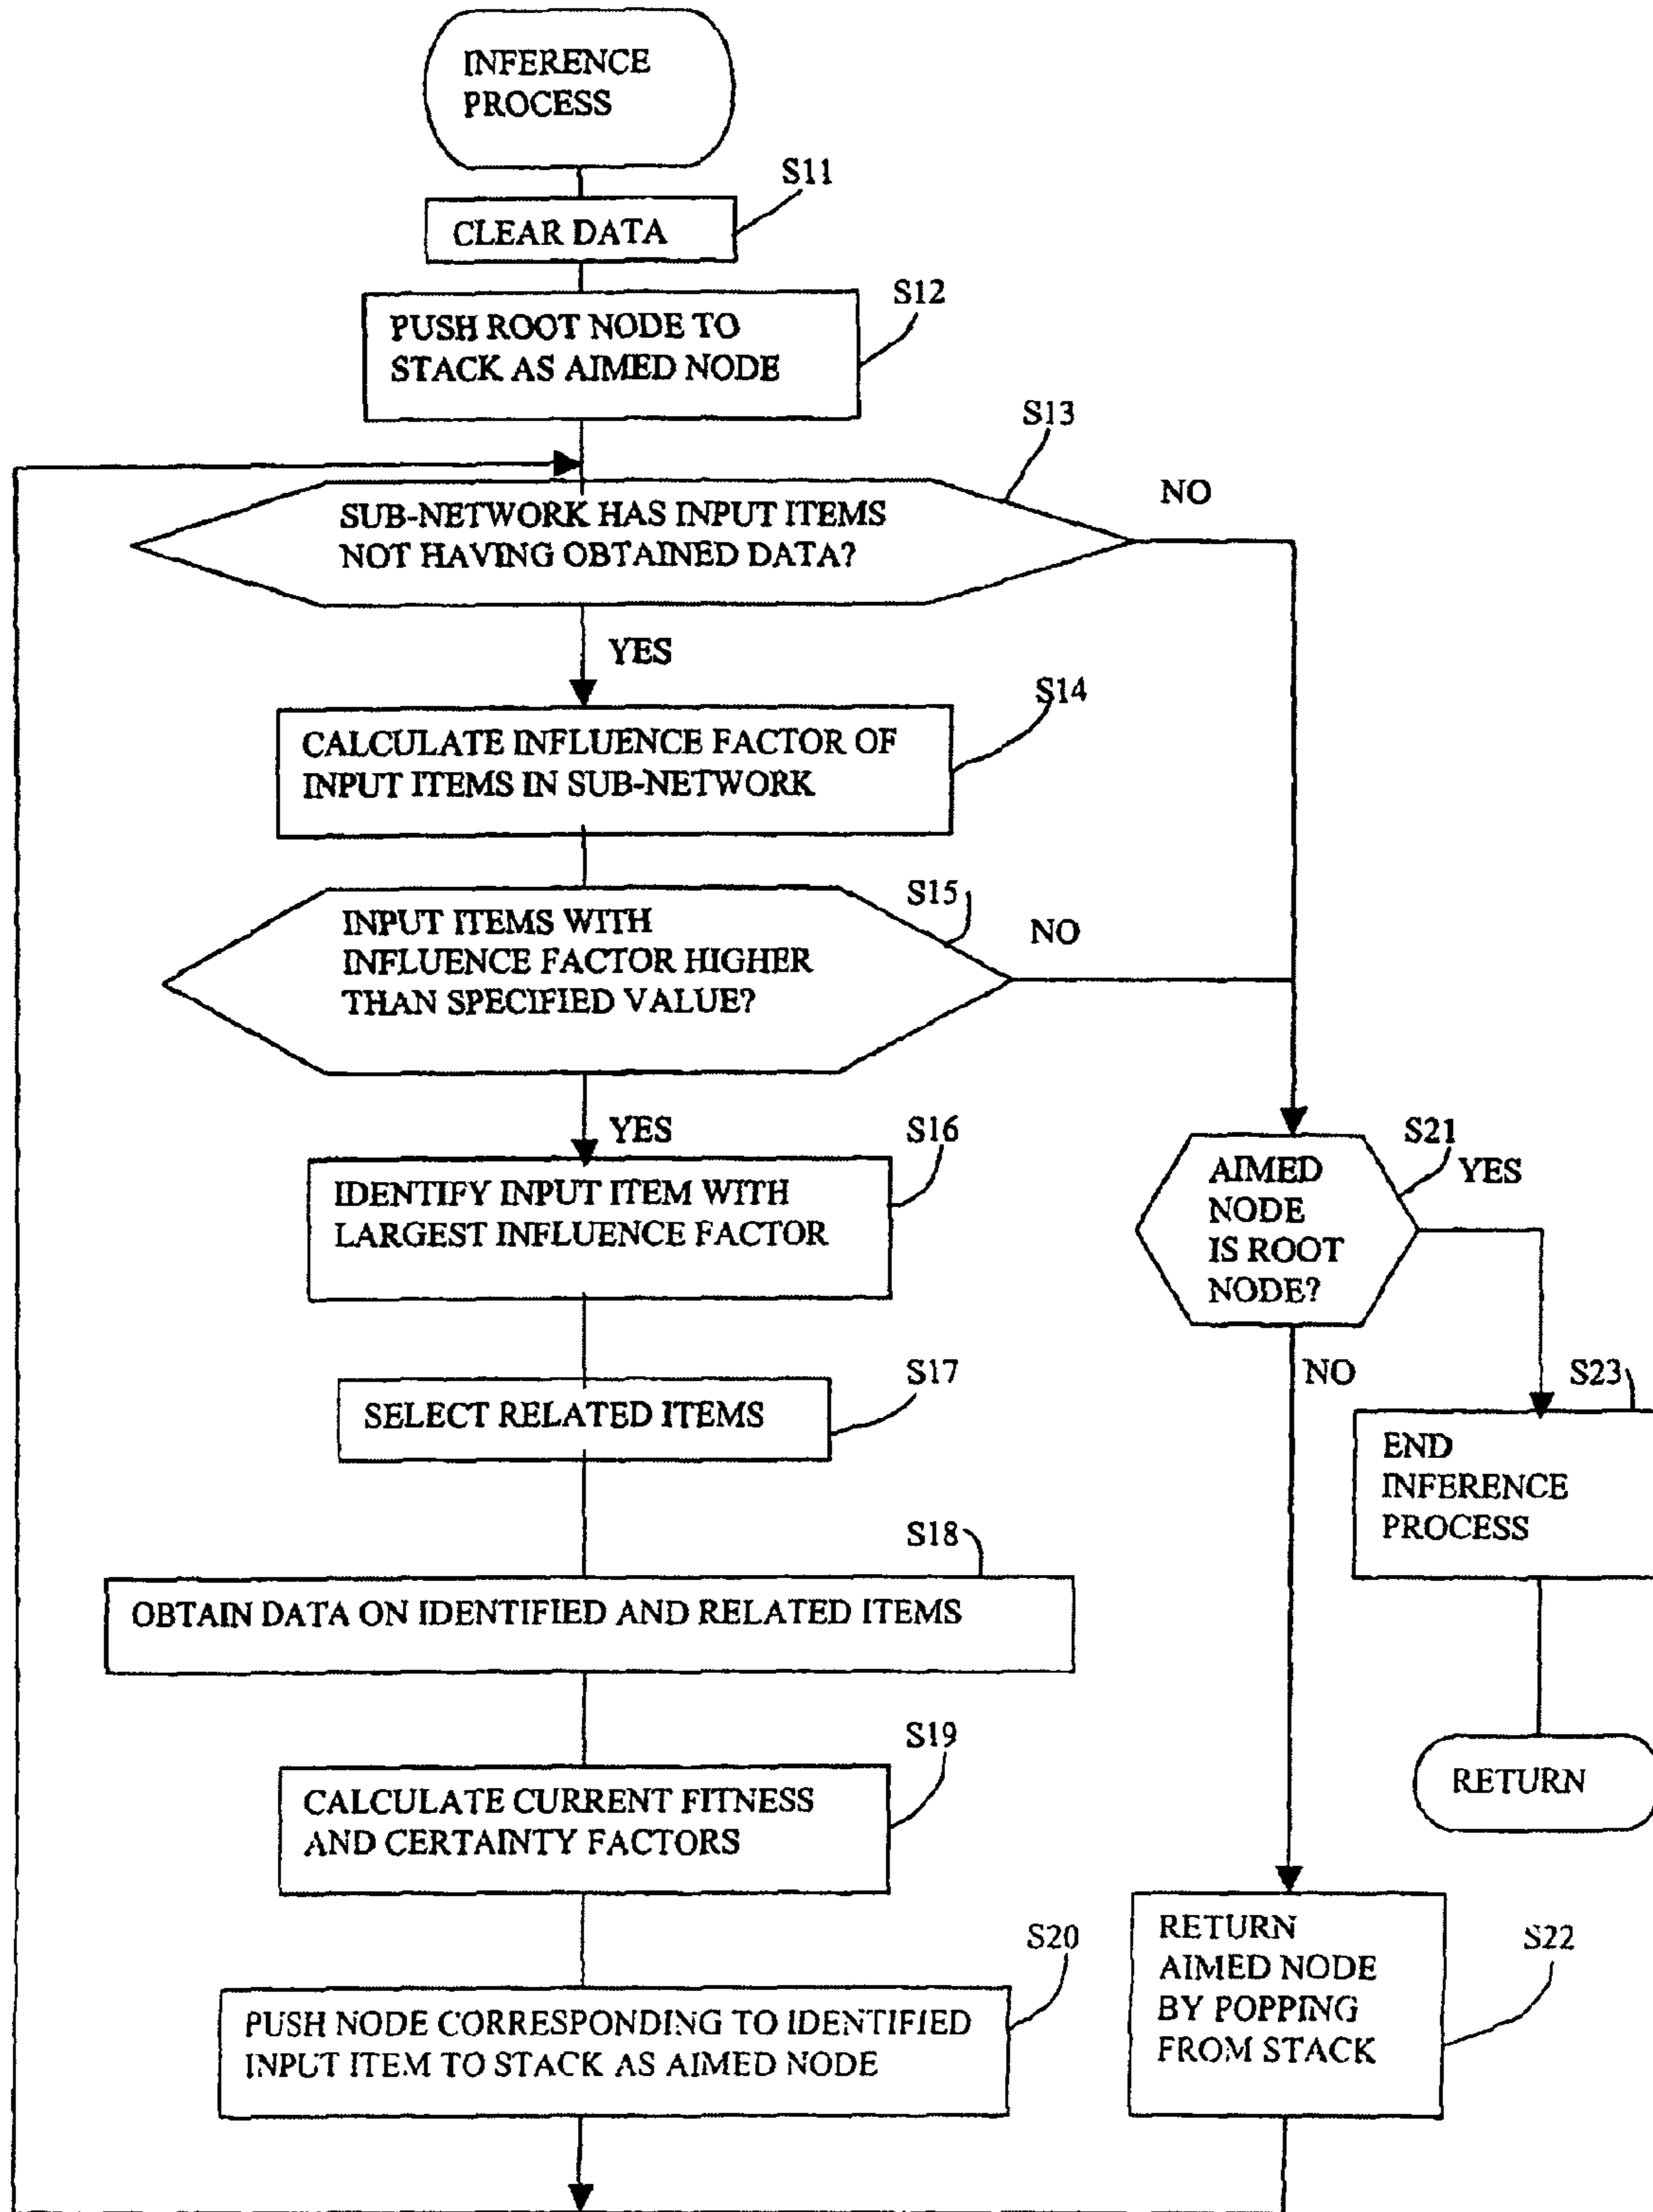 INFERENCE
PROCESS
S11
CLEAR DATA
S12
PUSH ROOT NODE TO
STACK AS AIMED NODE
S13
SUB-NETWORK HAS INPUT ITEMS
NOT HAVING OBTAINED DATA?
NO
YES
S14
CALCULATE INFLUENCE FACTOR OF
INPUT ITEMS IN SUB-NETWORK
S15
INPUT ITEMS WITH
INFLUENCE FACTOR HIGHER
THAN SPECIFIED VALUE?
NO
YES
S16
IDENTIFY INPUT ITEM WITH
LARGEST INFLUENCE FACTOR
S17
SELECT RELATED ITEMS
S18
OBTAIN DATA ON IDENTIFIED AND RELATED ITEMS
S19
CALCULATE CURRENT FITNESS
AND CERTAINTY FACTORS
S20
PUSH NODE CORRESPONDING TO IDENTIFIED
INPUT ITEM TO STACK AS AIMED NODE
S21
AIMED
NODE
IS ROOT
NODE?
YES
NO
S23
END
INFERENCE
PROCESS
RETURN
S22
RETURN
AIMED NODE
BY POPPING
FROM STACK